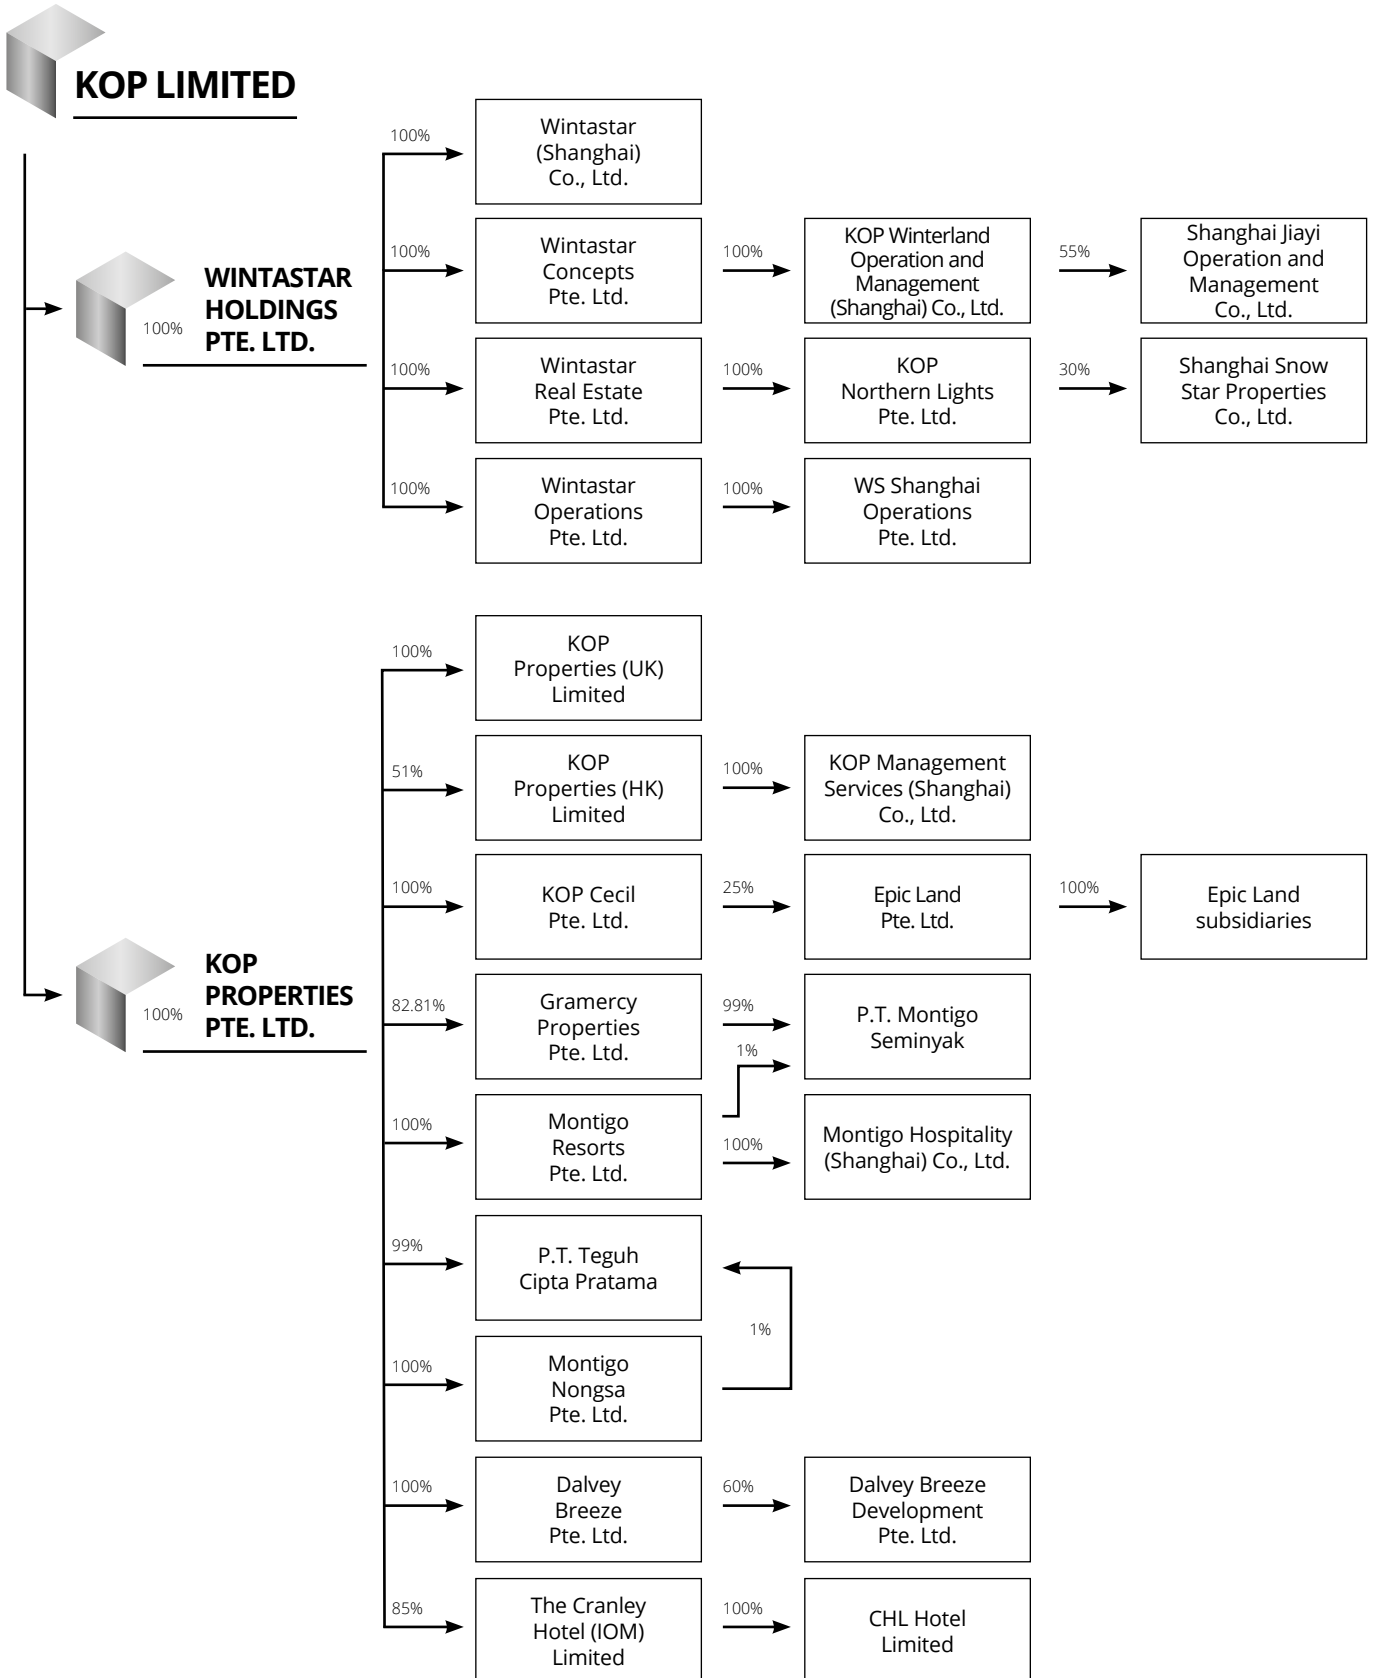 KOP LIMITED
100%
WINTASTAR
HOLDINGS
PTE. LTD.
100%
Wintastar
(Shanghai)
Co., Ltd.
100%
Wintastar
Concepts
Pte. Ltd.
100%
KOP Winterland
Operation and
Management
(Shanghai) Co., Ltd.
55%
Shanghai Jiayi
Operation and
Management
Co., Ltd.
100%
Wintastar
Real Estate
Pte. Ltd.
100%
KOP
Northern Lights
Pte. Ltd.
30%
Shanghai Snow
Star Properties
Co., Ltd.
100%
Wintastar
Operations
Pte. Ltd.
100%
WS Shanghai
Operations
Pte. Ltd.
100%
KOP
PROPERTIES
PTE. LTD.
100%
KOP
Properties (UK)
Limited
51%
KOP
Properties (HK)
Limited
100%
KOP Management
Services (Shanghai)
Co., Ltd.
100%
KOP Cecil
Pte. Ltd.
25%
Epic Land
Pte. Ltd.
100%
Epic Land
subsidiaries
82.81%
Gramercy
Properties
Pte. Ltd.
99%
1%
P.T. Montigo
Seminyak
100%
Montigo
Resorts
Pte. Ltd.
100%
Montigo Hospitality
(Shanghai) Co., Ltd.
99%
P.T. Teguh
Cipta Pratama
1%
100%
Montigo
Nongsa
Pte. Ltd.
100%
Dalvey
Breeze
Pte. Ltd.
60%
Dalvey Breeze
Development
Pte. Ltd.
85%
The Cranley
Hotel (IOM)
Limited
100%
CHL Hotel
Limited